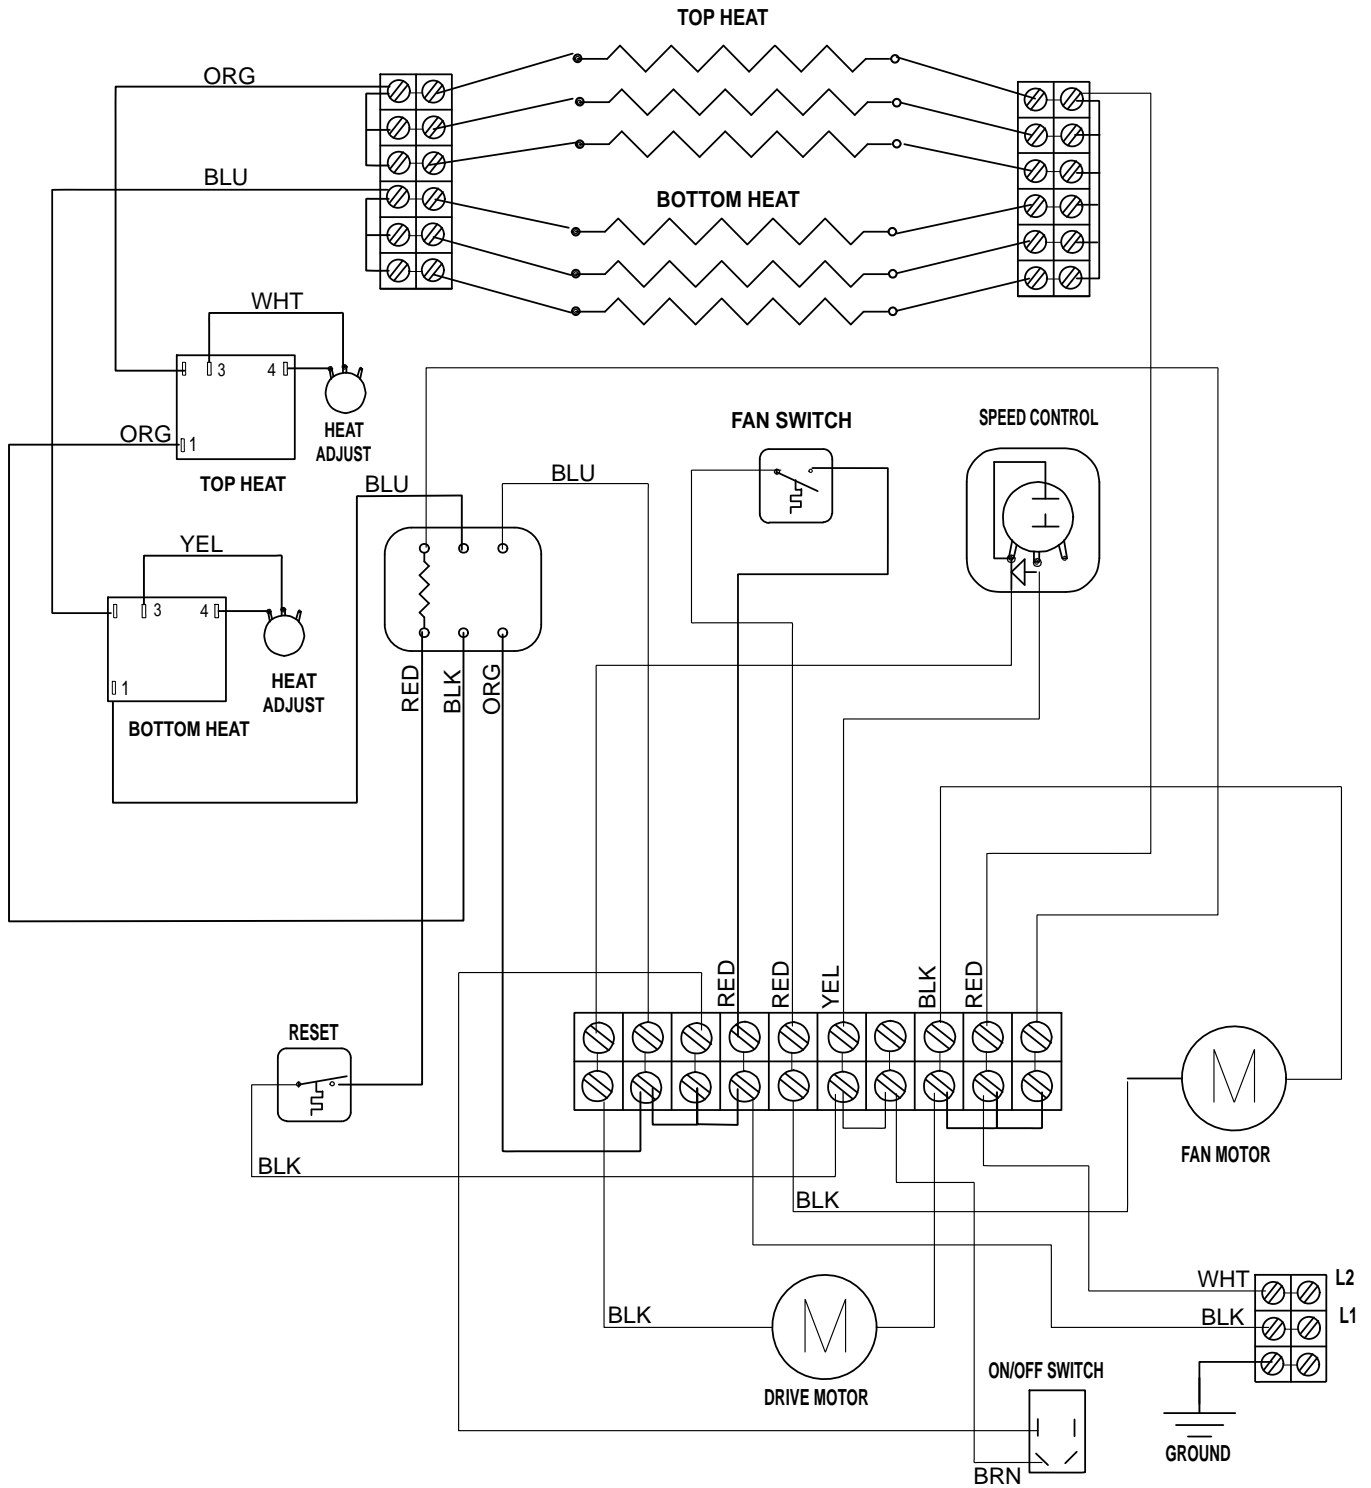 TOP HEAT
ORG
BLU
BOTTOM HEAT
WHT
3 4
HEAT
ADJUST
ORG
1
TOP HEAT
FAN SWITCH
SPEED CONTROL
BLU
BLU
YEL
3 4
HEAT
ADJUST
1
BOTTOM HEAT
RED
BLK
ORG
RED
RED
YEL
BLK
RED
RESET
M
FAN MOTOR
BLK
BLK
WHT
L2
BLK
L1
BLK
M
DRIVE MOTOR
ON/OFF SWITCH
BRN
GROUND